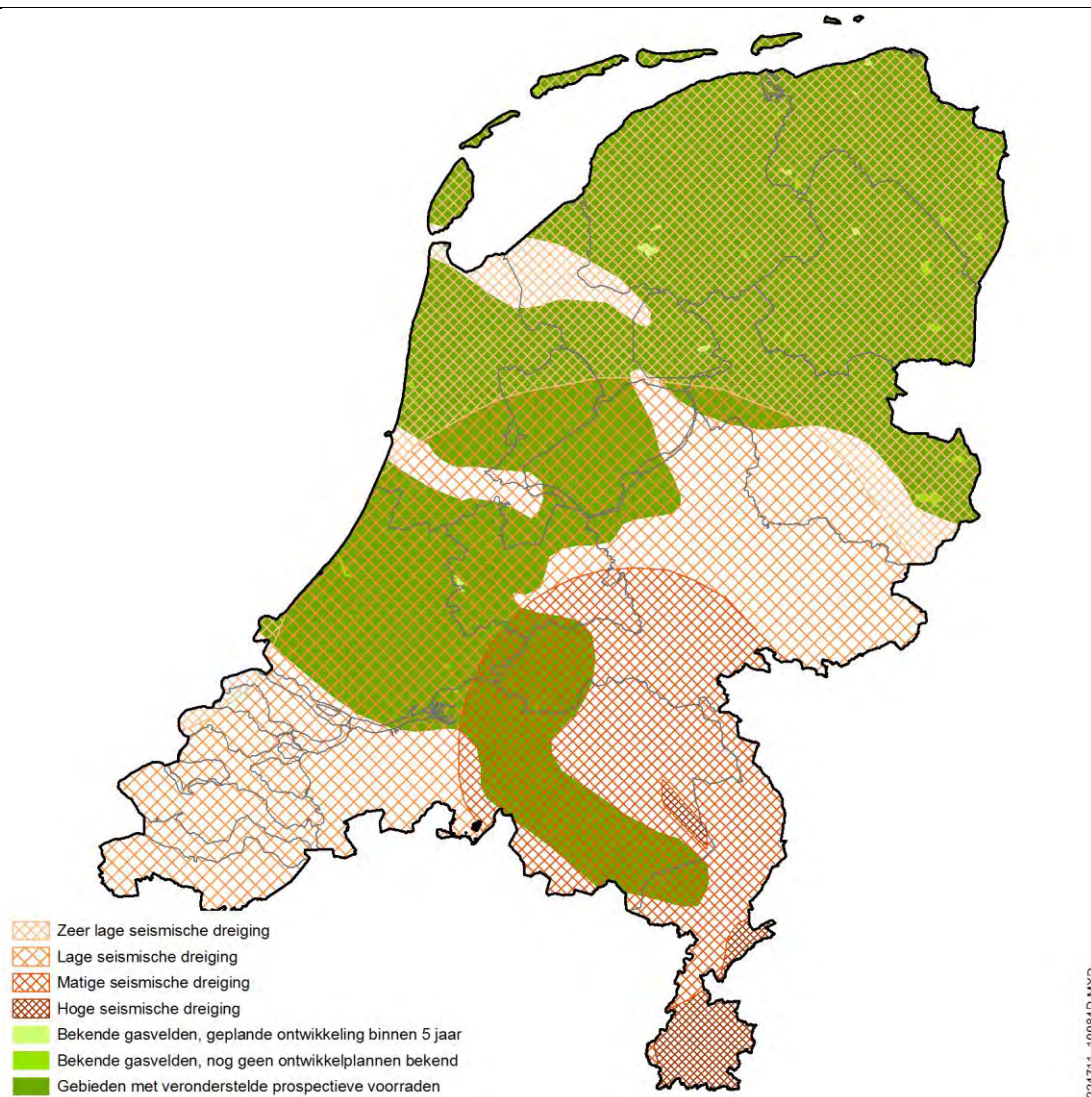 Zeer lage seismische dreiging
Lage seismische dreiging
Matige seismische dreiging
Hoge seismische dreiging
Bekende gasvelden, geplande ontwikkeling binnen 5 jaar
Bekende gasvelden, nog geen ontwikkelplannen bekend
Gebieden met veronderstelde prospectieve voorraden